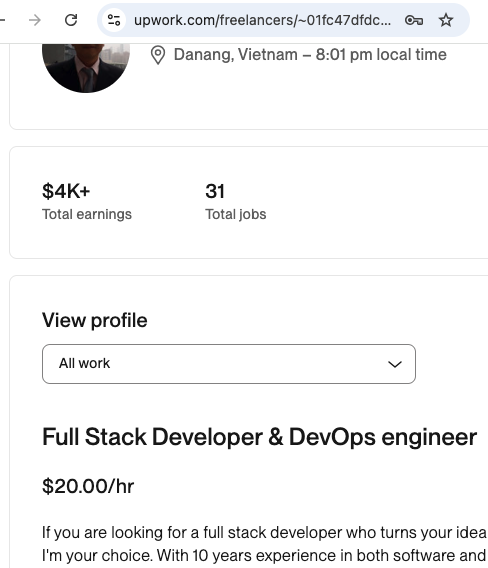 upwork.com/freelancers/~01fc47dfdc...
Danang, Vietnam – 8:01 pm local time
$4K+
31
Total earnings
Total jobs
View profile
All work
Full Stack Developer & DevOps engineer
$20.00/hr
If you are looking for a full stack developer who turns your idea
I'm your choice. With 10 years experience in both software and